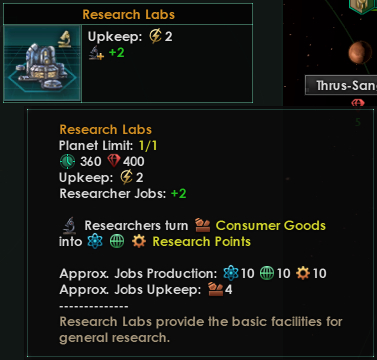 Research Labs
Upkeep: 2
+2
Thrus-San
Research Labs
Planet Limit: 1/1
360 400
Upkeep: 2
Researcher Jobs: +2
Researchers turn Consumer Goods
into Research Points
Approx. Jobs Production: 10 10 10
Approx. Jobs Upkeep: 4
--------------
Research Labs provide the basic facilities for
general research.